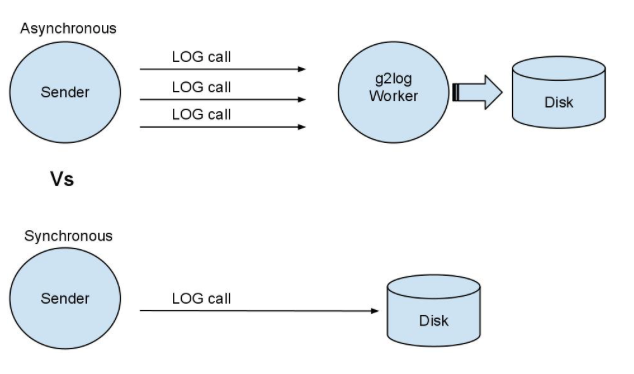 Asynchronous
Sender
LOG call
LOG call
LOG call
g2log
Worker
Disk
Vs
Synchronous
Sender
LOG call
Disk